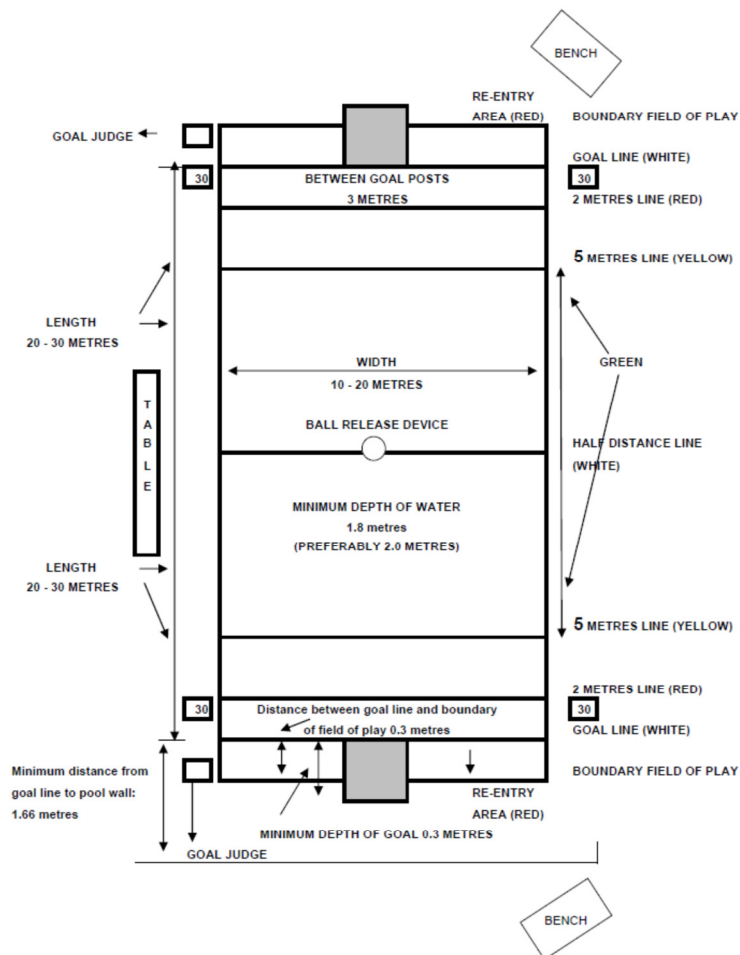 BENCH
RE-ENTRY
AREA (RED)
BOUNDARY FIELD OF PLAY
GOAL JUDGE
GOAL LINE (WHITE)
30
BETWEEN GOAL POSTS
3 METRES
30
2 METRES LINE (RED)
5 METRES LINE (YELLOW)
LENGTH
20 - 30 METRES
WIDTH
10 - 20 METRES
GREEN
TABLE
BALL RELEASE DEVICE
HALF DISTANCE LINE
(WHITE)
MINIMUM DEPTH OF WATER
1.8 metres
(PREFERABLY 2.0 METRES)
LENGTH
20 - 30 METRES
5 METRES LINE (YELLOW)
2 METRES LINE (RED)
30
Distance between goal line and boundary
of field of play 0.3 metres
30
GOAL LINE (WHITE)
Minimum distance from
goal line to pool wall:
1.66 metres
BOUNDARY FIELD OF PLAY
RE-ENTRY
AREA (RED)
MINIMUM DEPTH OF GOAL 0.3 METRES
GOAL JUDGE
BENCH